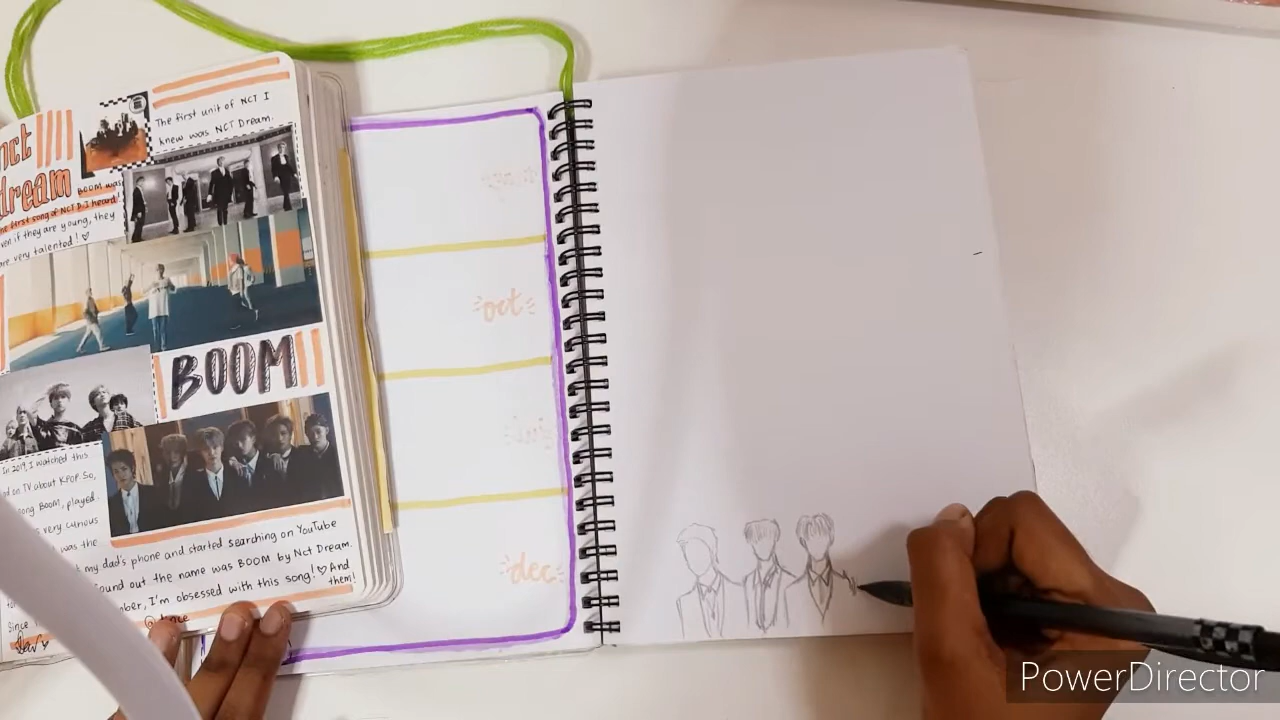 nct
dream
The first unit of NCT I
knew was NCT Dream.
BOOM was
first song of NCT D I heard!
even if they are young, they
are very talented! ♡
BOOM
In 2019, I watched this
on TV about KPOP. So,
song BOOM, played.
was very curious
was the
my dad's phone and started searching on YouTube
found out the name was BOOM by NCT Dream.
I'm obsessed with this song! ♡ And
them!
Since
oct
dec
PowerDirector